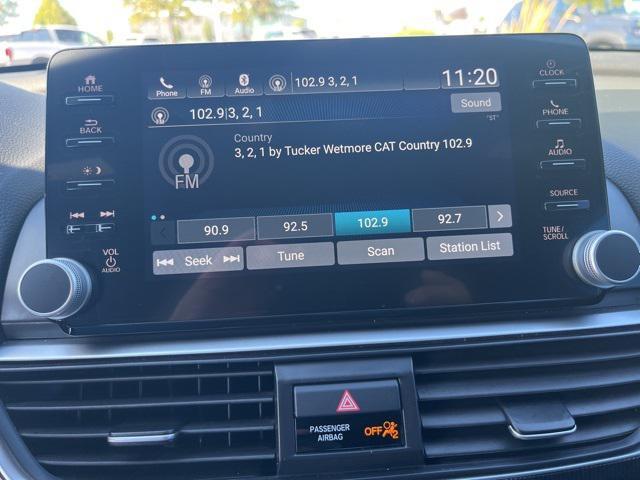 HOME
BACK
VOL
AUDIO
Phone
FM
Audio
102.9 3, 2, 1
11:20
102.9|3, 2, 1
Sound
"ST"
FM
Country
3, 2, 1 by Tucker Wetmore CAT Country 102.9
90.9
92.5
102.9
92.7
Seek
Tune
Scan
Station List
CLOCK
PHONE
AUDIO
SOURCE
TUNE/
SCROLL
PASSENGER
AIRBAG
OFF
2